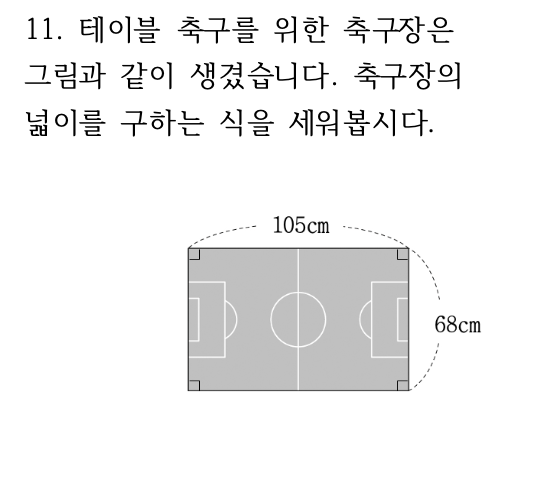 11. 테이블 축구를 위한 축구장은
그림과 같이 생겼습니다. 축구장의
넓이를 구하는 식을 세워봅시다.
105cm
68cm